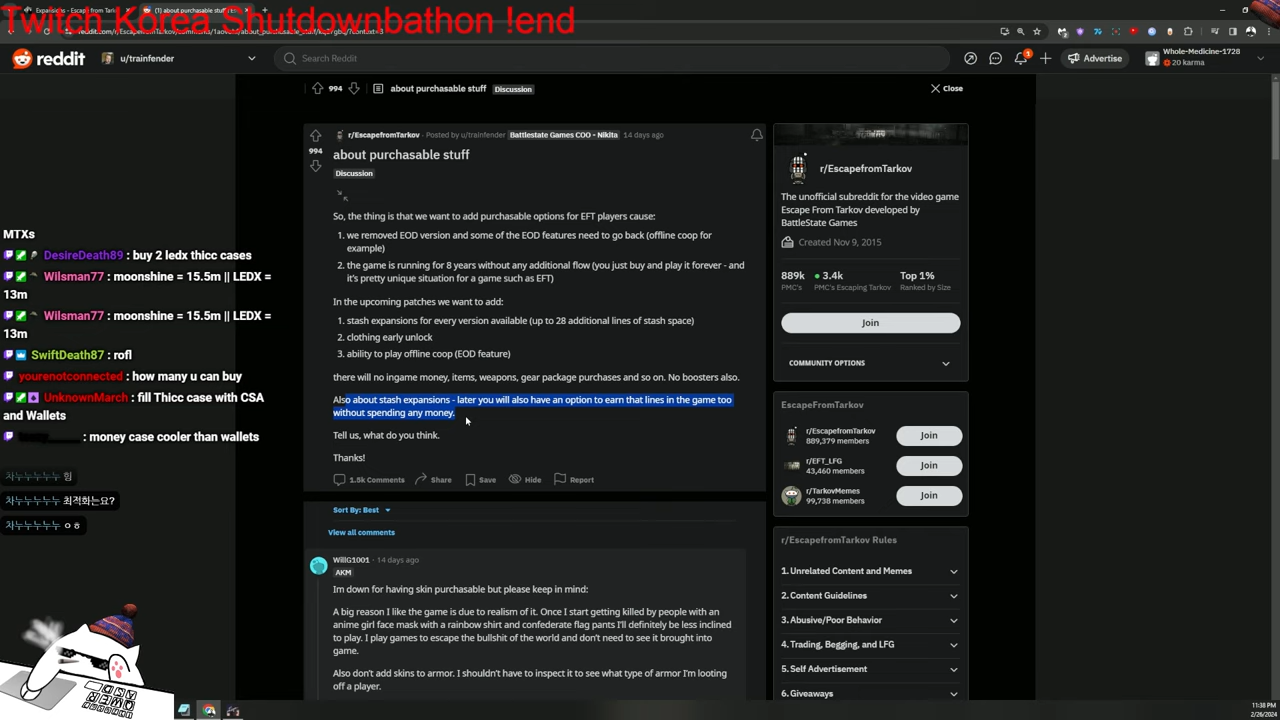 Twitch Korea Shutdownbathon !end
Expansions - Escape from Tarkov
(1) about purchasable stuff
reddit
u/trainfender
Search Reddit
1
Advertise
Whole-Medicine-1728
20 karma
994
about purchasable stuff
Discussion
Close
994
r/EscapefromTarkov · Posted by u/trainfender Battlestate Games COO - Nikita 14 days ago
about purchasable stuff
Discussion
So, the thing is that we want to add purchasable options for EFT players cause:
1. we removed EOD version and some of the EOD features need to go back (offline coop for
example)
2. the game is running for 8 years without any additional flow (you just buy and play it forever - and
it's pretty unique situation for a game such as EFT)
In the upcoming patches we want to add:
1. stash expansions for every version available (up to 28 additional lines of stash space)
2. clothing early unlock
3. ability to play offline coop (EOD feature)
there will no ingame money, items, weapons, gear package purchases and so on. No boosters also.
Also about stash expansions - later you will also have an option to earn that lines in the game too
without spending any money.
Tell us, what do you think.
Thanks!
1.5k Comments
Share
Save
Hide
Report
Sort By: Best
View all comments
WillG1001 · 14 days ago
AKM
Im down for having skin purchasable but please keep in mind:
A big reason I like the game is due to realism of it. Once I start getting killed by people with an
anime girl face mask with a rainbow shirt and confederate flag pants I'll definitely be less inclined
to play. I play games to escape the bullshit of the world and don't need to see it brought into
game.
Also don't add skins to armor. I shouldn't have to inspect it to see what type of armor I'm looting
off a player.
r/EscapefromTarkov
The unofficial subreddit for the video game
Escape From Tarkov developed by
BattleState Games
Created Nov 9, 2015
889k
PMC's
3.4k
PMC's Escaping Tarkov
Top 1%
Ranked by Size
Join
COMMUNITY OPTIONS
EscapeFromTarkov
r/EscapefromTarkov
889,379 members
Join
r/EFT_LFG
43,460 members
Join
r/TarkovMemes
99,738 members
Join
r/EscapefromTarkov Rules
1. Unrelated Content and Memes
2. Content Guidelines
3. Abusive/Poor Behavior
4. Trading, Begging, and LFG
5. Self Advertisement
6. Giveaways
MTXs
DesireDeath89 : buy 2 ledx thicc cases
Wilsman77 : moonshine = 15.5m || LEDX =
13m
Wilsman77 : moonshine = 15.5m || LEDX =
13m
SwiftDeath87 : rofl
yourenotconnected : how many u can buy
UnknownMarch : fill Thicc case with CSA
and Wallets
: money case cooler than wallets
차누누누누누 힘
차누누누누누 최적화는요?
차누누누누누 ㅇㅎ
11:38 PM
2/26/2024